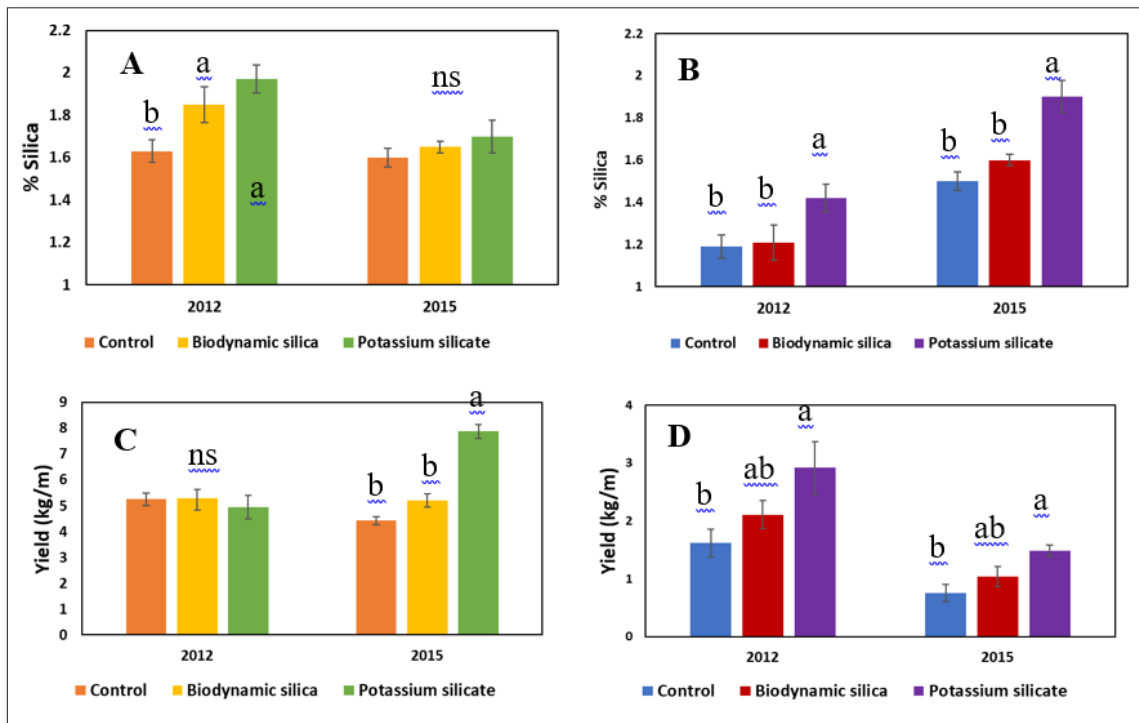 2.2
2
1.8
1.6
1.4
1.2
1
% Silica
A
b
a
a
ns
2012
2015
Control
Biodynamic silica
Potassium silicate
2.2
2
1.8
1.6
1.4
1.2
1
% Silica
B
b
b
a
b
b
a
2012
2015
Control
Biodynamic silica
Potassium silicate
9
8
7
6
5
4
3
2
1
0
Yield (kg/m)
C
ns
b
b
a
2012
2015
Control
Biodynamic silica
Potassium silicate
4
3
2
1
0
Yield (kg/m)
D
b
ab
a
b
ab
a
2012
2015
Control
Biodynamic silica
Potassium silicate